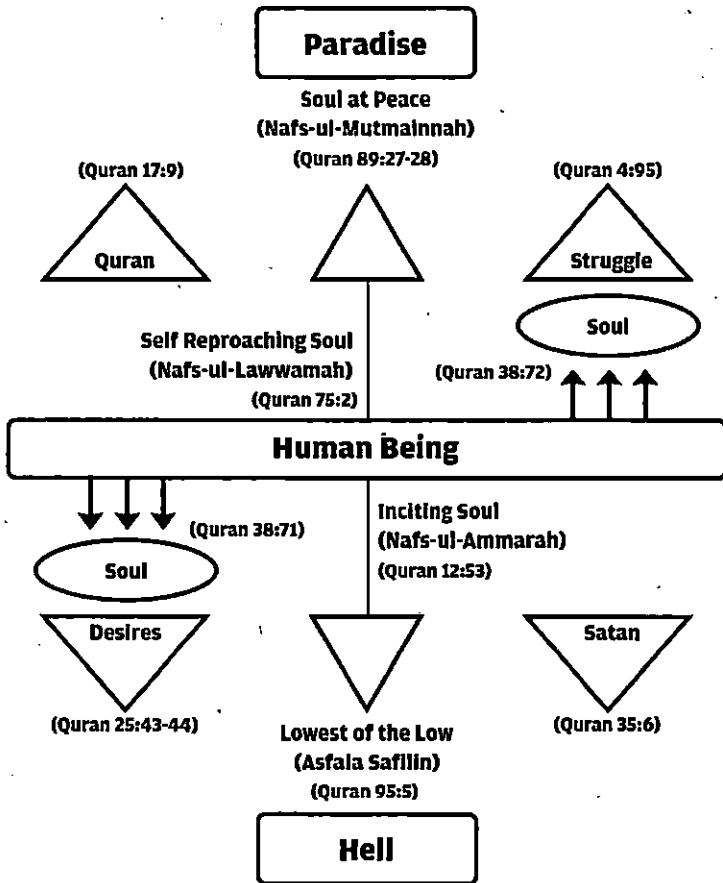 Paradise
Soul at Peace
(Nafs-ul-Mutmainnah)
(Quran 89:27-28)
(Quran 17:9)
(Quran 4:95)
Quran
Struggle
Soul
Self Reproaching Soul
(Nafs-ul-Lawwamah)
(Quran 75:2)
(Quran 38:72)
Human Being
(Quran 38:71)
Inciting Soul
(Nafs-ul-Ammarah)
(Quran 12:53)
Soul
Desires
Satan
(Quran 25:43-44)
(Quran 35:6)
Lowest of the Low
(Asfala Safilin)
(Quran 95:5)
Hell